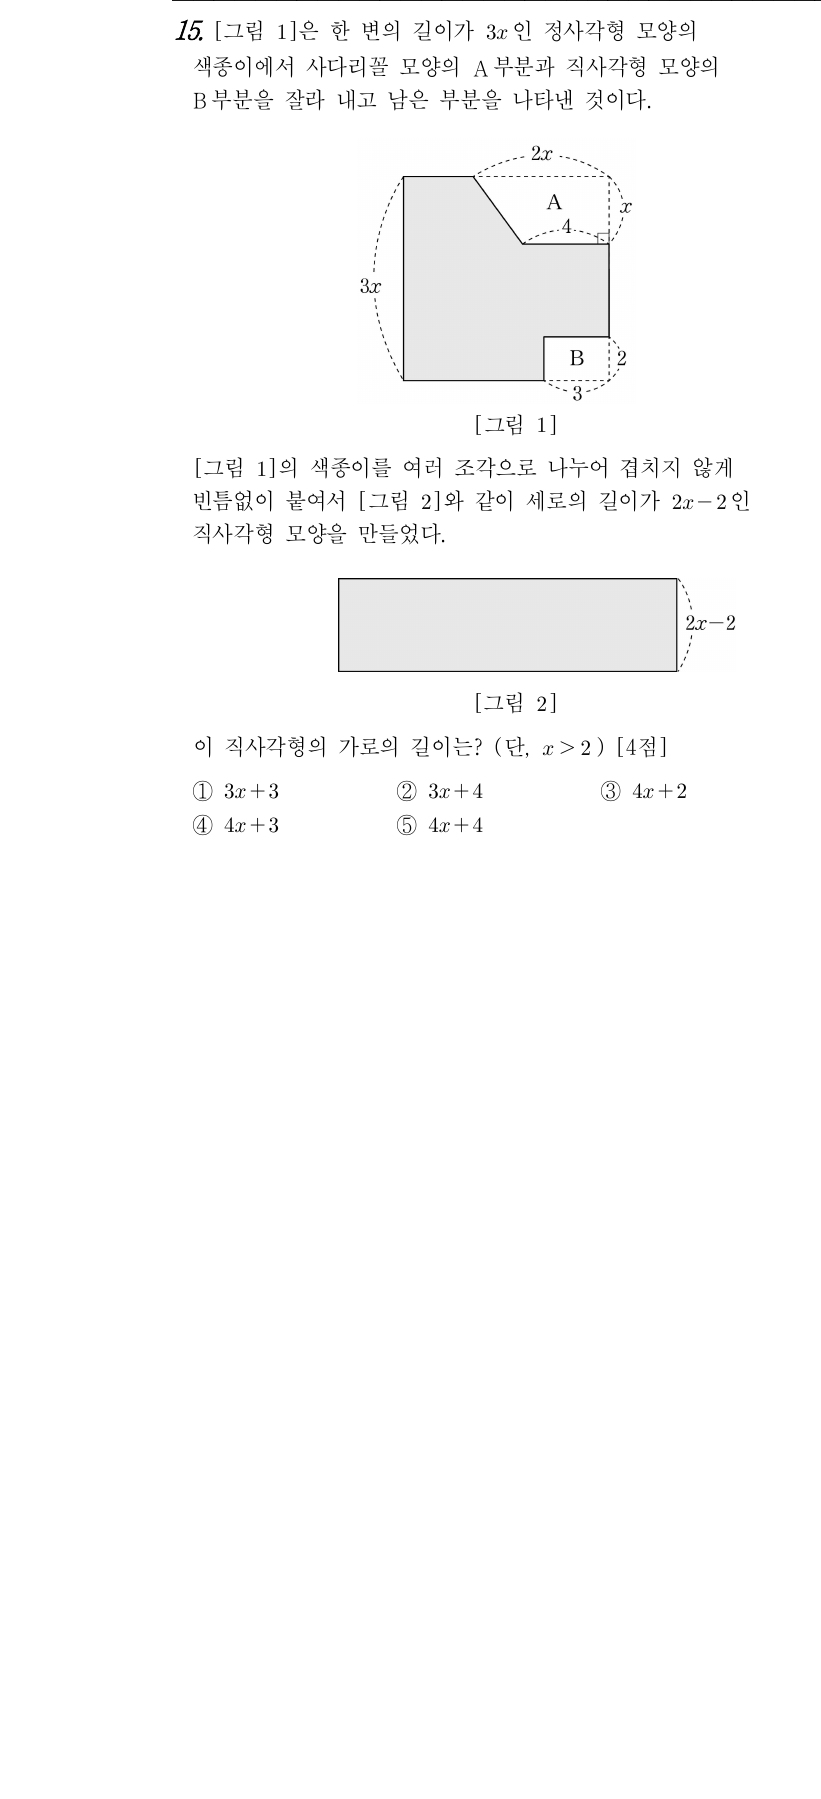 15. [그림 1]은 한 변의 길이가 3x인 정사각형 모양의
색종이에서 사다리꼴 모양의 A부분과 직사각형 모양의
B부분을 잘라 내고 남은 부분을 나타낸 것이다.
2x
A
x
4
3x
B
2
3
[그림 1]
[그림 1]의 색종이를 여러 조각으로 나누어 겹치지 않게
빈틈없이 붙여서 [그림 2]와 같이 세로의 길이가 2x-2인
직사각형 모양을 만들었다.
2x-2
[그림 2]
이 직사각형의 가로의 길이는? (단, x>2) [4점]
① 3x+3 ② 3x+4 ③ 4x+2
④ 4x+3 ⑤ 4x+4